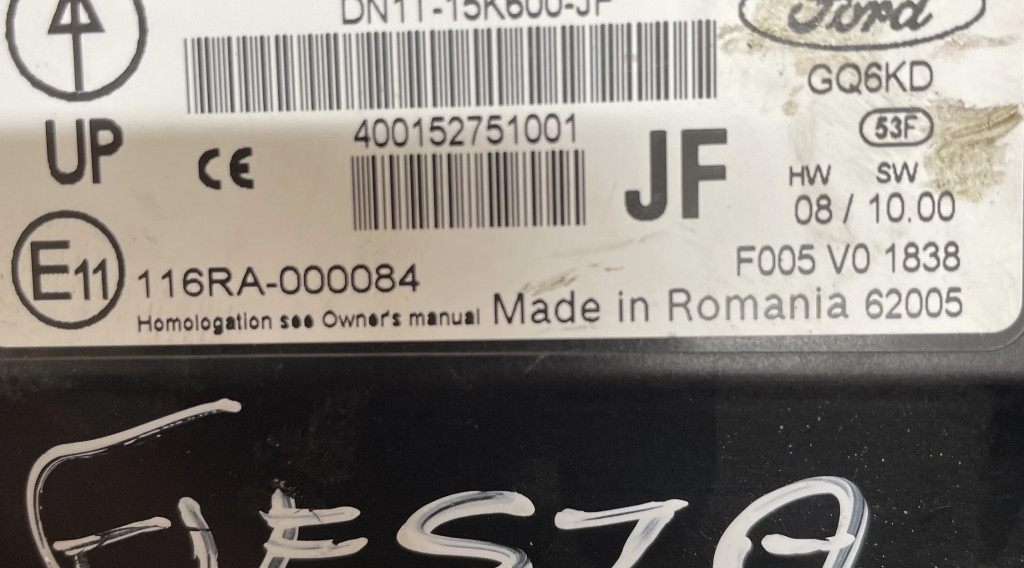 DN1T-15K600-JF
Ford
GQ6KD
400152751001
53F
UP
CE
JF
HW SW
08 / 10.00
E11
116RA-000084
F005 V0 1838
Homologation see Owner's manual
Made in Romania 62005
FIESTA